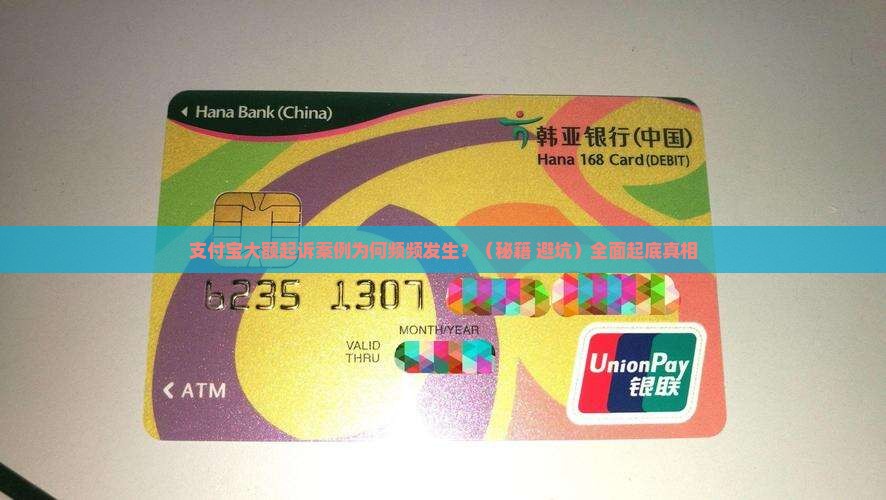 Hana Bank (China)
韩亚银行(中国)
Hana 168 Card(DEBIT)
支付宝大额起诉案例为何频频发生?(秘籍 避坑)全面起底真相
6235 1307
MONTH/YEAR
VALID
THRU
ATM
UnionPay
银联